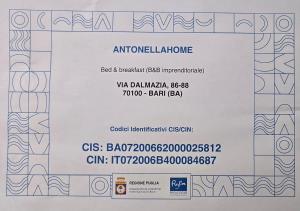 ANTONELLAHOME
Bed & breakfast (B&B imprenditoriale)
VIA DALMAZIA, 86-88
70100 - BARI (BA)
Codici Identificativi CIS/CIN:
CIS: BA07200662000025812
CIN: IT072006B400084687
REGIONE PUGLIA